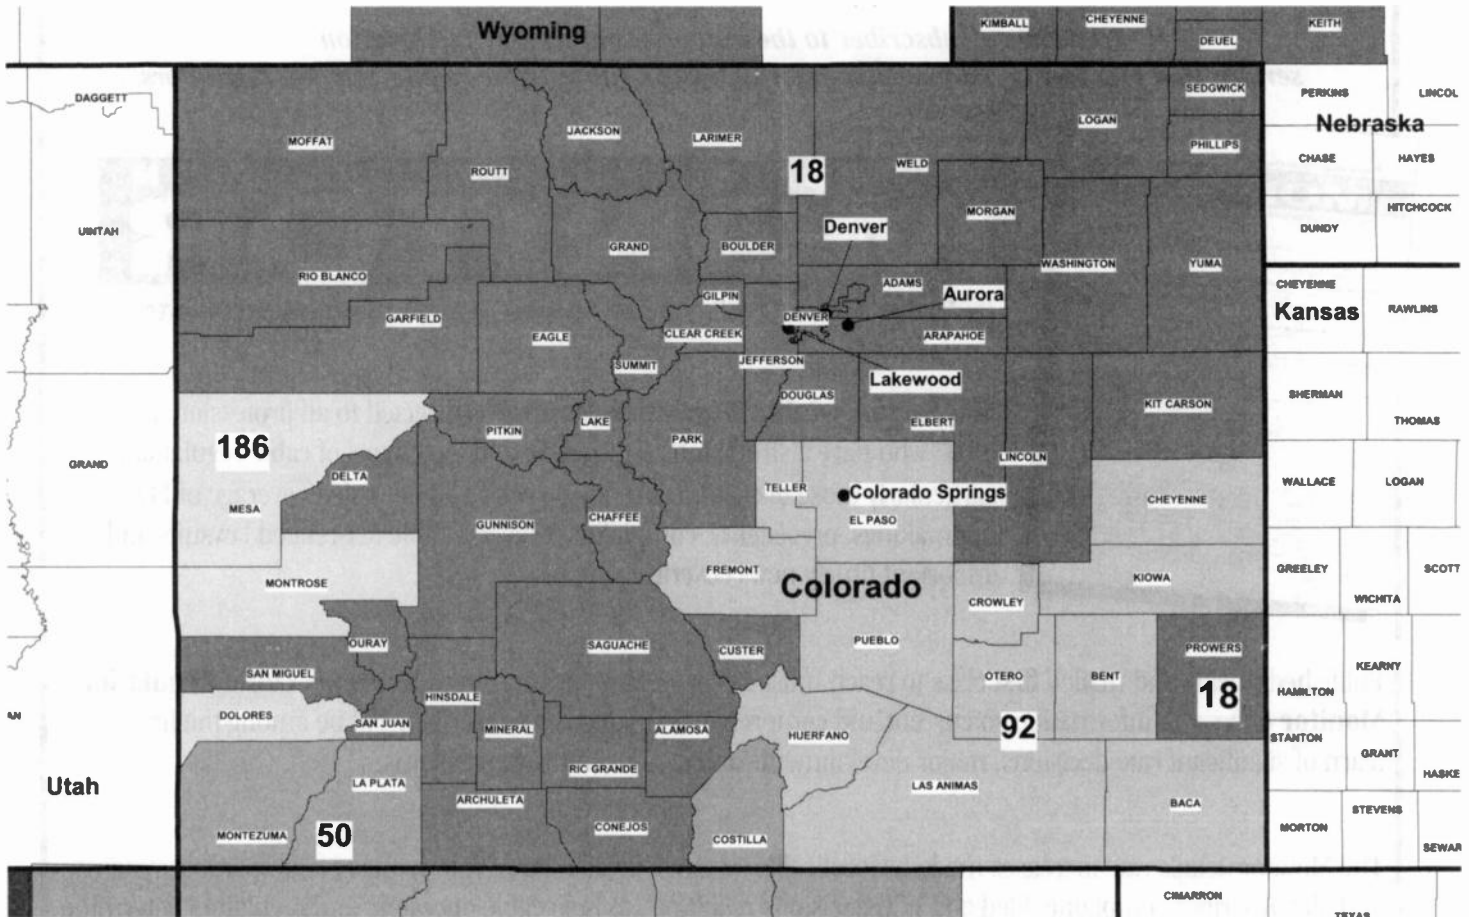 Wyoming
KIMBALL
CHEYENNE
DEUEL
KEITH
DAGGETT
MOFFAT
ROUTT
JACKSON
LARIMER
18
WELD
LOGAN
SEDGWICK
PHILLIPS
PERKINS
LINCOL
Nebraska
CHASE
HAYES
HITCHCOCK
DUNDY
UINTAH
RIO BLANCO
GRAND
BOULDER
Denver
MORGAN
WASHINGTON
YUMA
CHEYENNE
Kansas
RAWLINS
GARFIELD
EAGLE
GILPIN
CLEAR CREEK
SUMMIT
DENVER
ADAMS
Aurora
ARAPAHOE
JEFFERSON
Lakewood
DOUGLAS
ELBERT
KIT CARSON
SHERMAN
THOMAS
GRAND
186
MESA
DELTA
PITKIN
LAKE
PARK
TELLER
Colorado Springs
EL PASO
LINCOLN
CHEYENNE
WALLACE
LOGAN
GUNNISON
CHAFFEE
FREMONT
Colorado
CROWLEY
KIOWA
GREELEY
WICHITA
SCOTT
MONTROSE
OURAY
SAN MIGUEL
SAGUACHE
CUSTER
PUEBLO
OTERO
BENT
PROWERS
18
HAMILTON
KEARNY
AN
DOLORES
SAN JUAN
HINSDALE
MINERAL
RIO GRANDE
ALAMOSA
HUERFANO
92
STANTON
GRANT
HASKE
Utah
LA PLATA
MONTEZUMA
50
ARCHULETA
CONEJOS
COSTILLA
LAS ANIMAS
BACA
MORTON
STEVENS
SEWAR
CIMARRON
TEXAS